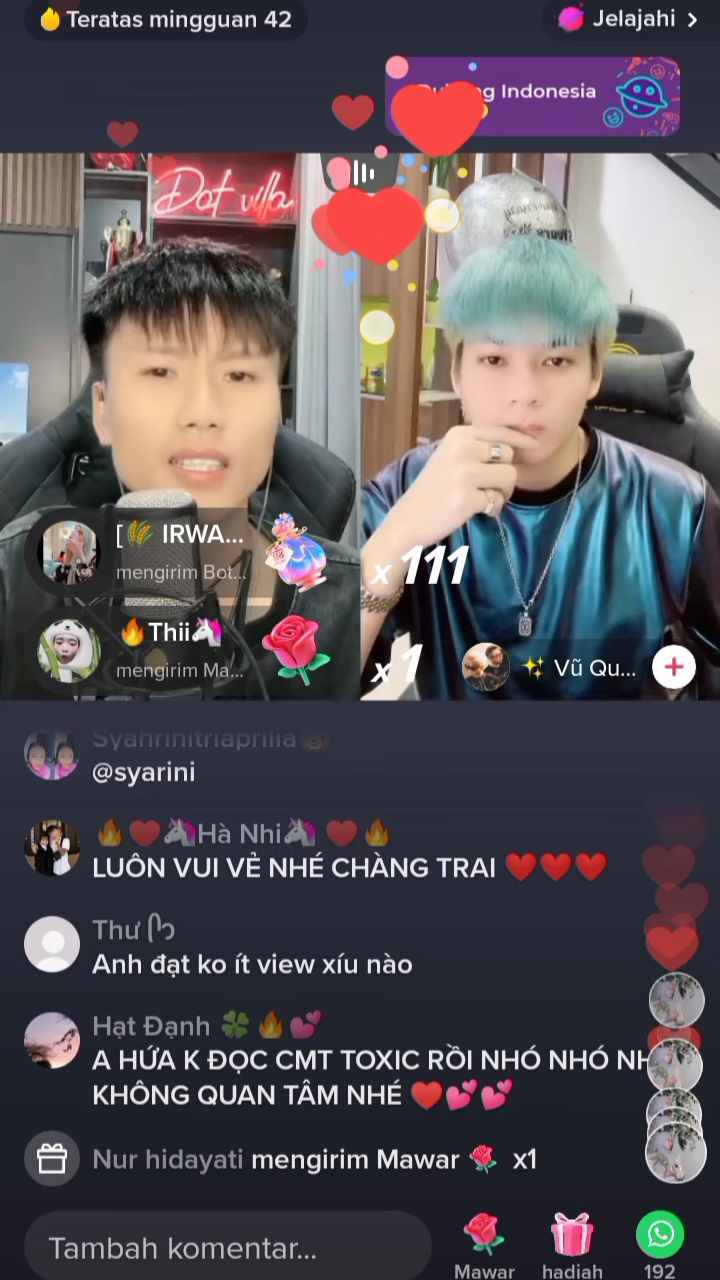 Teratas mingguan 42
Jelajahi >
Indonesia
Dot villa
[🌾 IRWA...
mengirim Bot...
x 111
🔥Thii🦄
mengirim Ma...
x 1
✨ Vũ Qu...
Syahrinitriaprilia
@syarini
🔥❤️🦄Hà Nhi🦄❤️🔥
LUÔN VUI VẺ NHÉ CHÀNG TRAI ❤️❤️❤️
Thư
Anh đạt ko ít view xíu nào
Hạt Đạnh 🍀🔥💕
A HỨA K ĐỌC CMT TOXIC RỒI NHÓ NHÓ
KHÔNG QUAN TÂM NHÉ ❤️💕💕
Nur hidayati mengirim Mawar 🌹 x1
Tambah komentar...
Mawar
hadiah
192